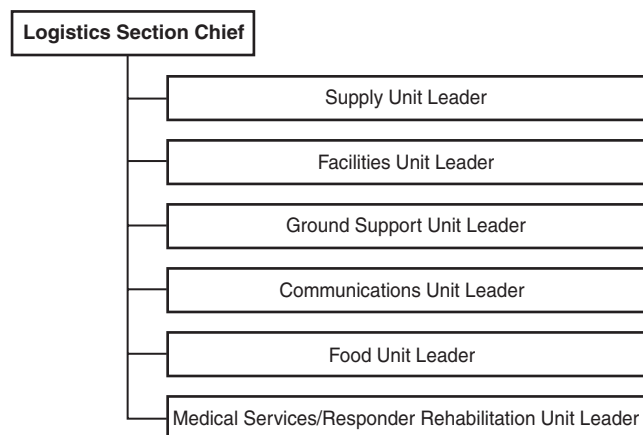 Logistics Section Chief
Supply Unit Leader
Facilities Unit Leader
Ground Support Unit Leader
Communications Unit Leader
Food Unit Leader
Medical Services/Responder Rehabilitation Unit Leader